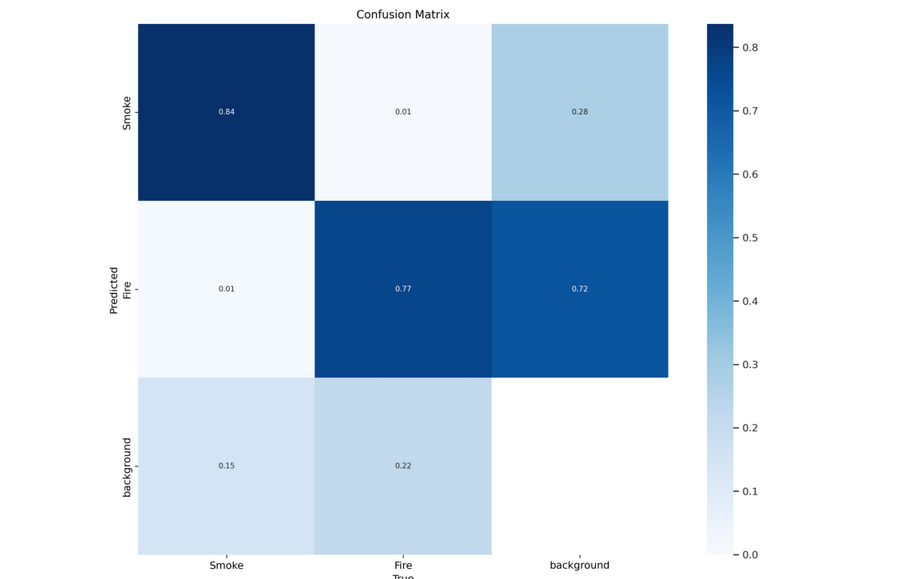 Confusion Matrix
Smoke
0.84
0.01
0.28
Predicted
Fire
0.01
0.77
0.72
background
0.15
0.22
Smoke
Fire
background
True
0.8
0.7
0.6
0.5
0.4
0.3
0.2
0.1
0.0